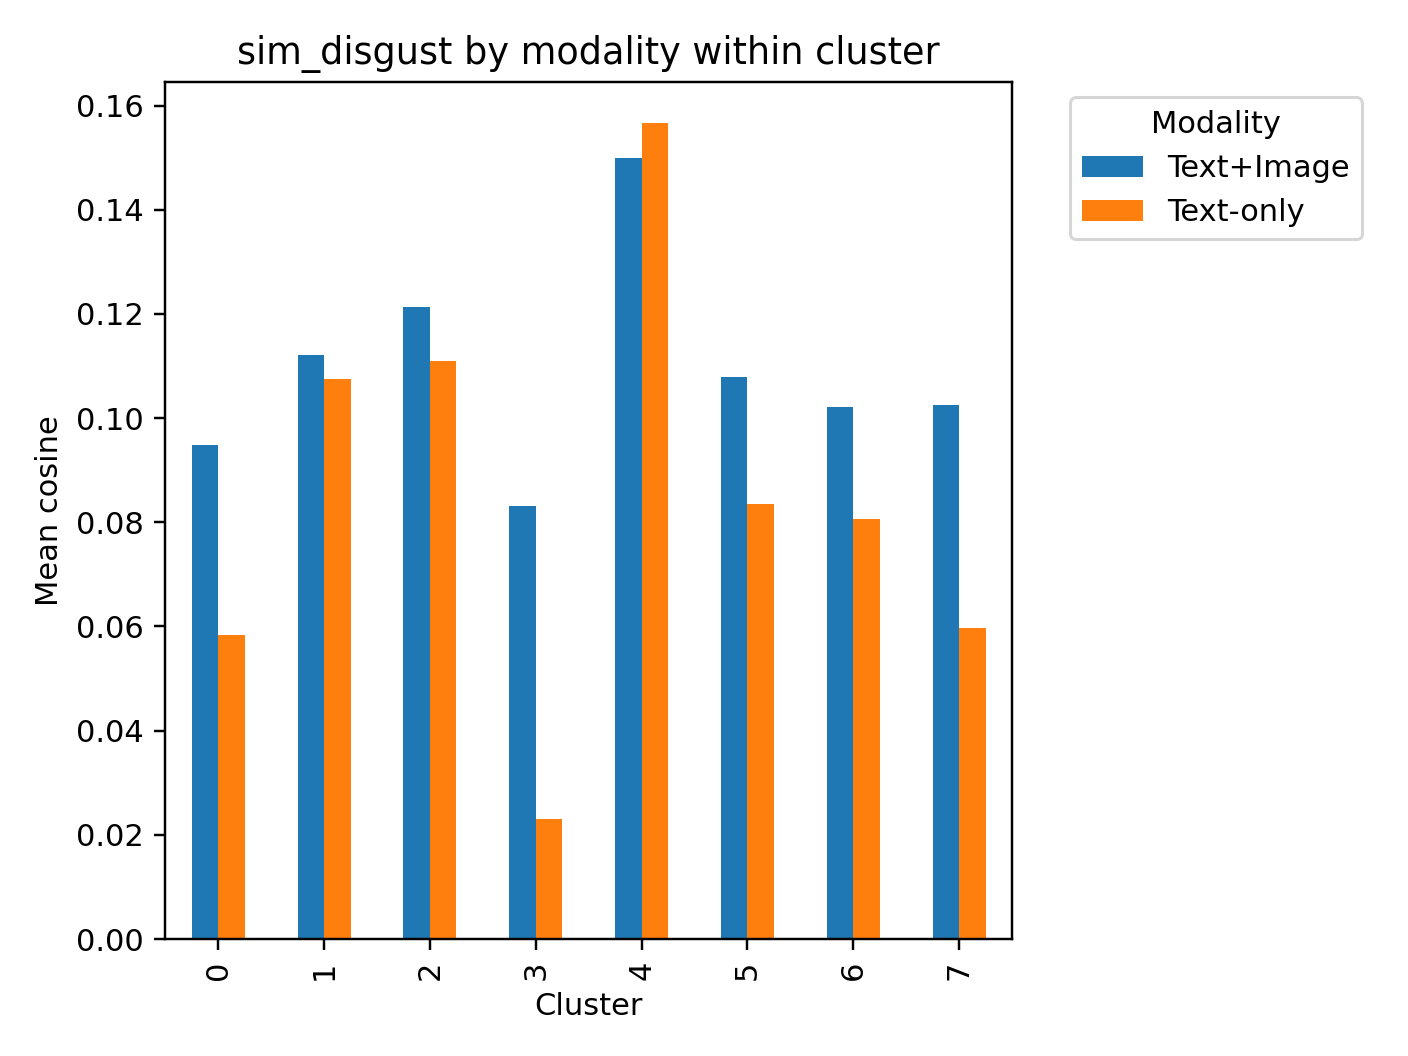 sim_disgust by modality within cluster
Modality
Text+Image
Text-only
Mean cosine
0.16
0.14
0.12
0.10
0.08
0.06
0.04
0.02
0.00
0 1 2 3 4 5 6 7
Cluster